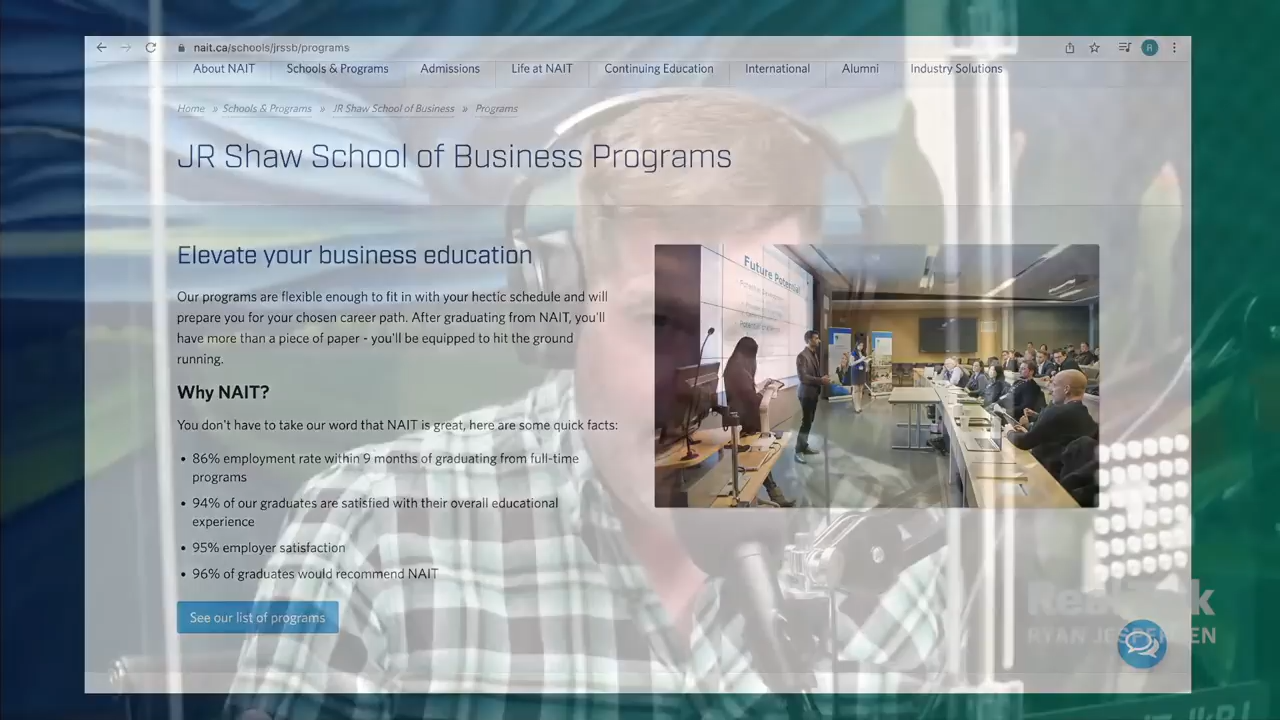 nait.ca/schools/jrssb/programs
About NAIT Schools & Programs Admissions Life at NAIT Continuing Education International Alumni Industry Solutions
Home » Schools & Programs » JR Shaw School of Business » Programs
JR Shaw School of Business Programs
Elevate your business education
Our programs are flexible enough to fit in with your hectic schedule and will
prepare you for your chosen career path. After graduating from NAIT, you'll
have more than a piece of paper - you'll be equipped to hit the ground
running.
Why NAIT?
You don't have to take our word that NAIT is great, here are some quick facts:
• 86% employment rate within 9 months of graduating from full-time
programs
• 94% of our graduates are satisfied with their overall educational
experience
• 95% employer satisfaction
• 96% of graduates would recommend NAIT
See our list of programs
Future Potential
RYAN